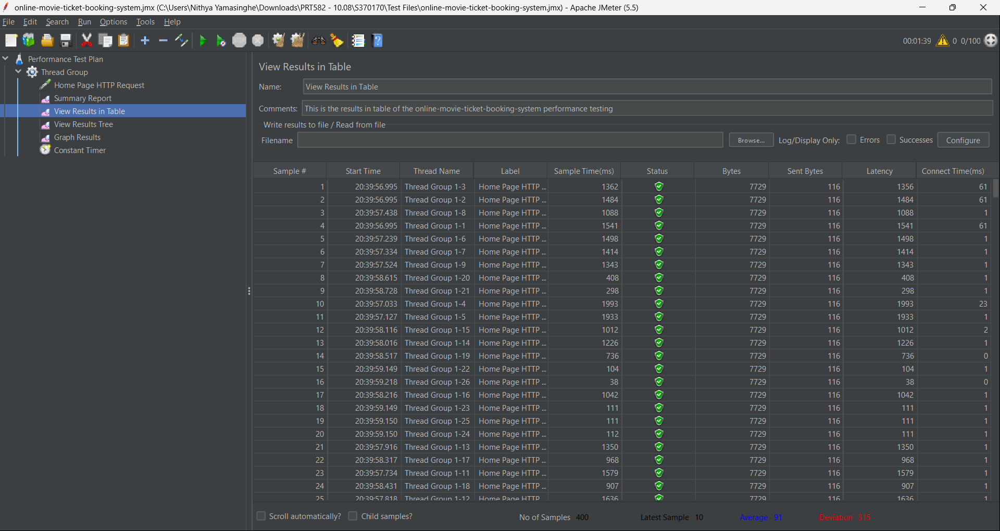 online-movie-ticket-booking-system.jmx (C:\Users\Nithya Yamasinghe\Downloads\PRT582 - 10.08\S370170\Test Files\online-movie-ticket-booking-system.jmx) - Apache JMeter (5.5)
File Edit Search Run Options Tools Help
STOP 00:01:39 0 0/100
Performance Test Plan
Thread Group
Home Page HTTP Request
Summary Report
View Results in Table
View Results Tree
Graph Results
Constant Timer
View Results in Table
Name: View Results in Table
Comments: This is the results in table of the online-movie-ticket-booking-system performance testing
Write results to file / Read from file
Filename Browse... Log/Display Only: Errors Successes Configure
Sample # Start Time Thread Name Label Sample Time(ms) Status Bytes Sent Bytes Latency Connect Time(ms)
1 20:39:56.995 Thread Group 1-3 Home Page HTTP ... 1362 7729 116 1356 61
2 20:39:56.995 Thread Group 1-2 Home Page HTTP ... 1484 7729 116 1484 61
3 20:39:57.438 Thread Group 1-8 Home Page HTTP ... 1088 7729 116 1088 1
4 20:39:56.995 Thread Group 1-1 Home Page HTTP ... 1541 7729 116 1541 61
5 20:39:57.239 Thread Group 1-6 Home Page HTTP ... 1498 7729 116 1498 1
6 20:39:57.334 Thread Group 1-7 Home Page HTTP ... 1414 7729 116 1414 1
7 20:39:57.524 Thread Group 1-9 Home Page HTTP ... 1343 7729 116 1343 1
8 20:39:58.615 Thread Group 1-20 Home Page HTTP ... 408 7729 116 408 1
9 20:39:58.728 Thread Group 1-21 Home Page HTTP ... 298 7729 116 298 1
10 20:39:57.033 Thread Group 1-4 Home Page HTTP ... 1993 7729 116 1993 23
11 20:39:57.127 Thread Group 1-5 Home Page HTTP ... 1933 7729 116 1933 1
12 20:39:58.116 Thread Group 1-15 Home Page HTTP ... 1012 7729 116 1012 2
13 20:39:58.016 Thread Group 1-14 Home Page HTTP ... 1226 7729 116 1226 1
14 20:39:58.517 Thread Group 1-19 Home Page HTTP ... 736 7729 116 736 0
15 20:39:59.149 Thread Group 1-22 Home Page HTTP ... 104 7729 116 104 1
16 20:39:59.218 Thread Group 1-26 Home Page HTTP ... 38 7729 116 38 0
17 20:39:58.216 Thread Group 1-16 Home Page HTTP ... 1042 7729 116 1042 1
18 20:39:59.149 Thread Group 1-23 Home Page HTTP ... 111 7729 116 111 1
19 20:39:59.150 Thread Group 1-25 Home Page HTTP ... 111 7729 116 111 1
20 20:39:59.150 Thread Group 1-24 Home Page HTTP ... 112 7729 116 111 1
21 20:39:57.916 Thread Group 1-13 Home Page HTTP ... 1350 7729 116 1350 1
22 20:39:58.317 Thread Group 1-17 Home Page HTTP ... 968 7729 116 968 1
23 20:39:57.734 Thread Group 1-11 Home Page HTTP ... 1579 7729 116 1579 1
24 20:39:58.431 Thread Group 1-18 Home Page HTTP ... 907 7729 116 907 1
25 20:39:57.818 Thread Group 1-12 Home Page HTTP ... 1636 7729 116 1636 1
Scroll automatically? Child samples? No of Samples 400 Latest Sample 10 Average 91 Deviation 315